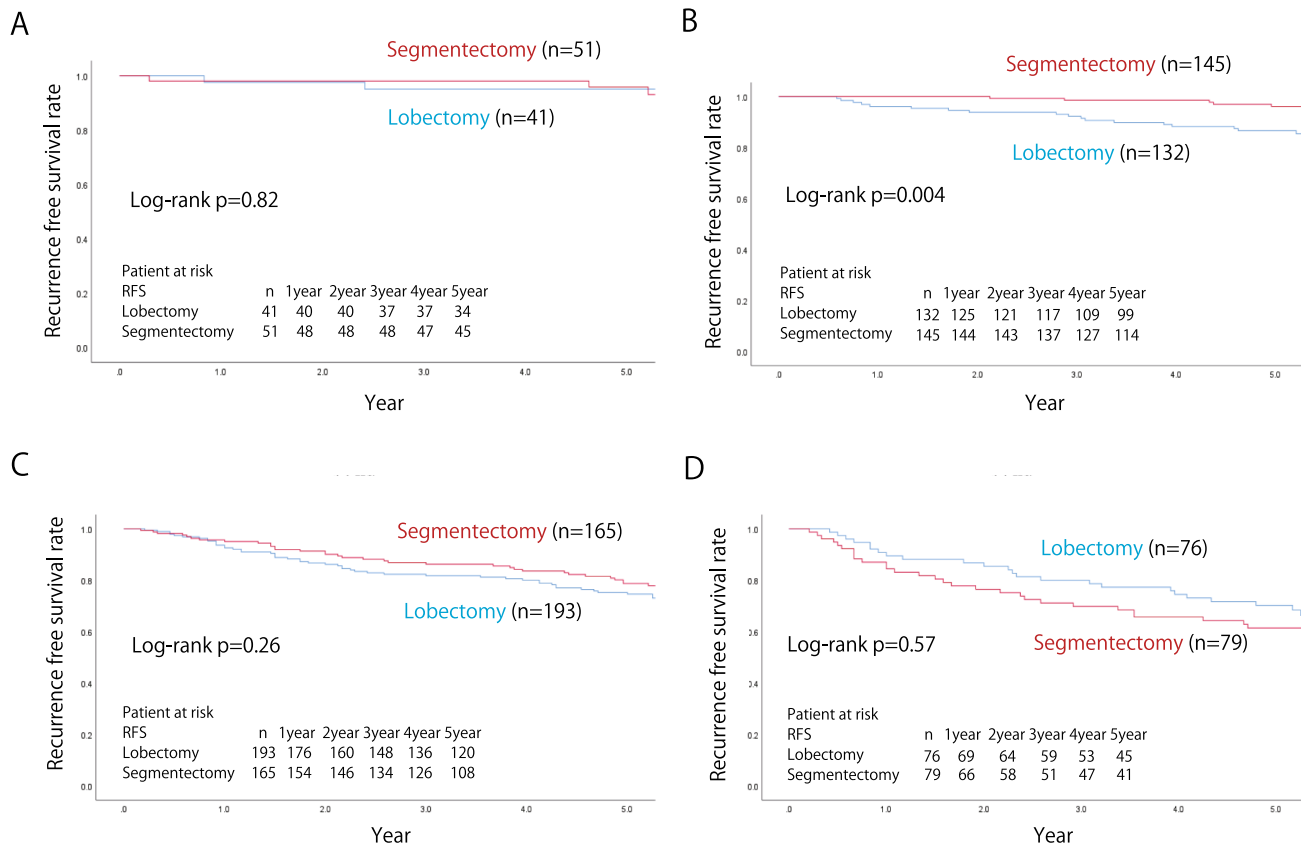 A
Segmentectomy (n=51)
Lobectomy (n=41)
Recurrence free survival rate
1.0
0.8
0.6
0.4
0.2
0.0
Log-rank p=0.82
Patient at risk
RFS n 1year 2year 3year 4year 5year
Lobectomy 41 40 40 37 37 34
Segmentectomy 51 48 48 48 47 45
.0 1.0 2.0 3.0 4.0 5.0
Year
B
Segmentectomy (n=145)
Lobectomy (n=132)
Recurrence free survival rate
1.0
0.8
0.6
0.4
0.2
0.0
Log-rank p=0.004
Patient at risk
RFS n 1year 2year 3year 4year 5year
Lobectomy 132 125 121 117 109 99
Segmentectomy 145 144 143 137 127 114
.0 1.0 2.0 3.0 4.0 5.0
Year
C
Segmentectomy (n=165)
Lobectomy (n=193)
Recurrence free survival rate
1.0
0.8
0.6
0.4
0.2
0.0
Log-rank p=0.26
Patient at risk
RFS n 1year 2year 3year 4year 5year
Lobectomy 193 176 160 148 136 120
Segmentectomy 165 154 146 134 126 108
.0 1.0 2.0 3.0 4.0 5.0
Year
D
Lobectomy (n=76)
Segmentectomy (n=79)
Recurrence free survival rate
1.0
0.8
0.6
0.4
0.2
0.0
Log-rank p=0.57
Patient at risk
RFS n 1year 2year 3year 4year 5year
Lobectomy 76 69 64 59 53 45
Segmentectomy 79 66 58 51 47 41
.0 1.0 2.0 3.0 4.0 5.0
Year